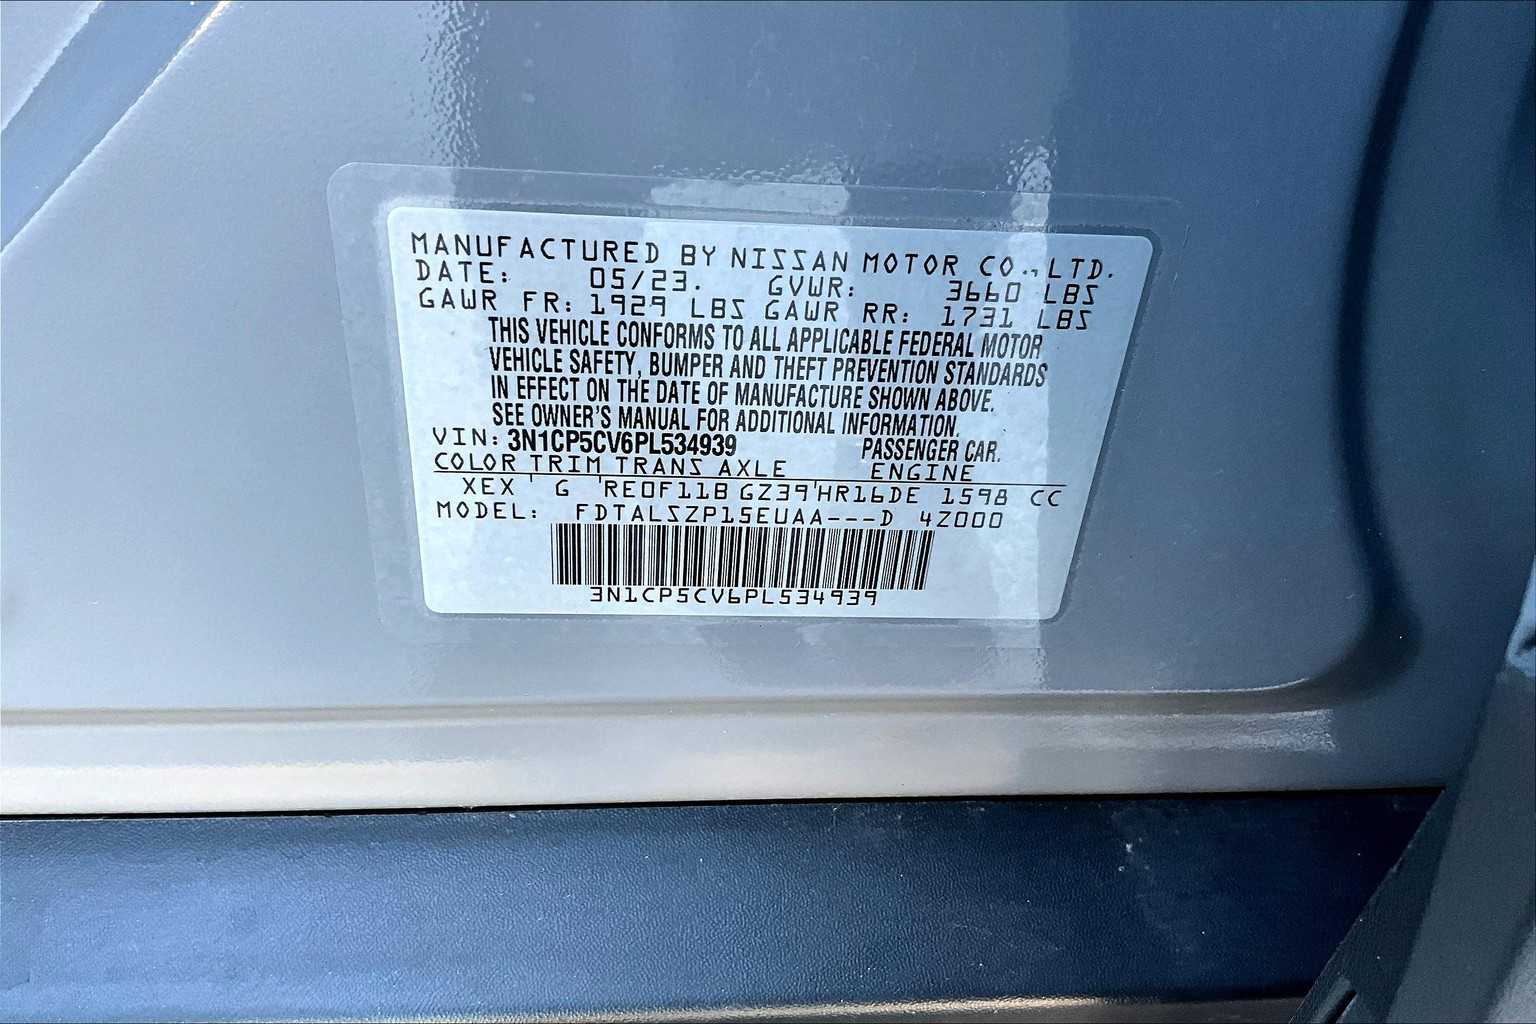 MANUFACTURED BY NISSAN MOTOR CO., LTD.
DATE: 05/23. GVWR: 3660 LBS
GAWR FR: 1929 LBS GAWR RR: 1731 LBS
THIS VEHICLE CONFORMS TO ALL APPLICABLE FEDERAL MOTOR
VEHICLE SAFETY, BUMPER AND THEFT PREVENTION STANDARDS
IN EFFECT ON THE DATE OF MANUFACTURE SHOWN ABOVE.
SEE OWNER'S MANUAL FOR ADDITIONAL INFORMATION.
VIN: 3N1CP5CV6PL534939 PASSENGER CAR.
COLOR TRIM TRANS AXLE ENGINE
XEX ' G 'RE0F11B GZ39'HR16DE 1598 CC
MODEL: FDTALSZP15EUAA---D 4Z000
3N1CP5CV6PL534939